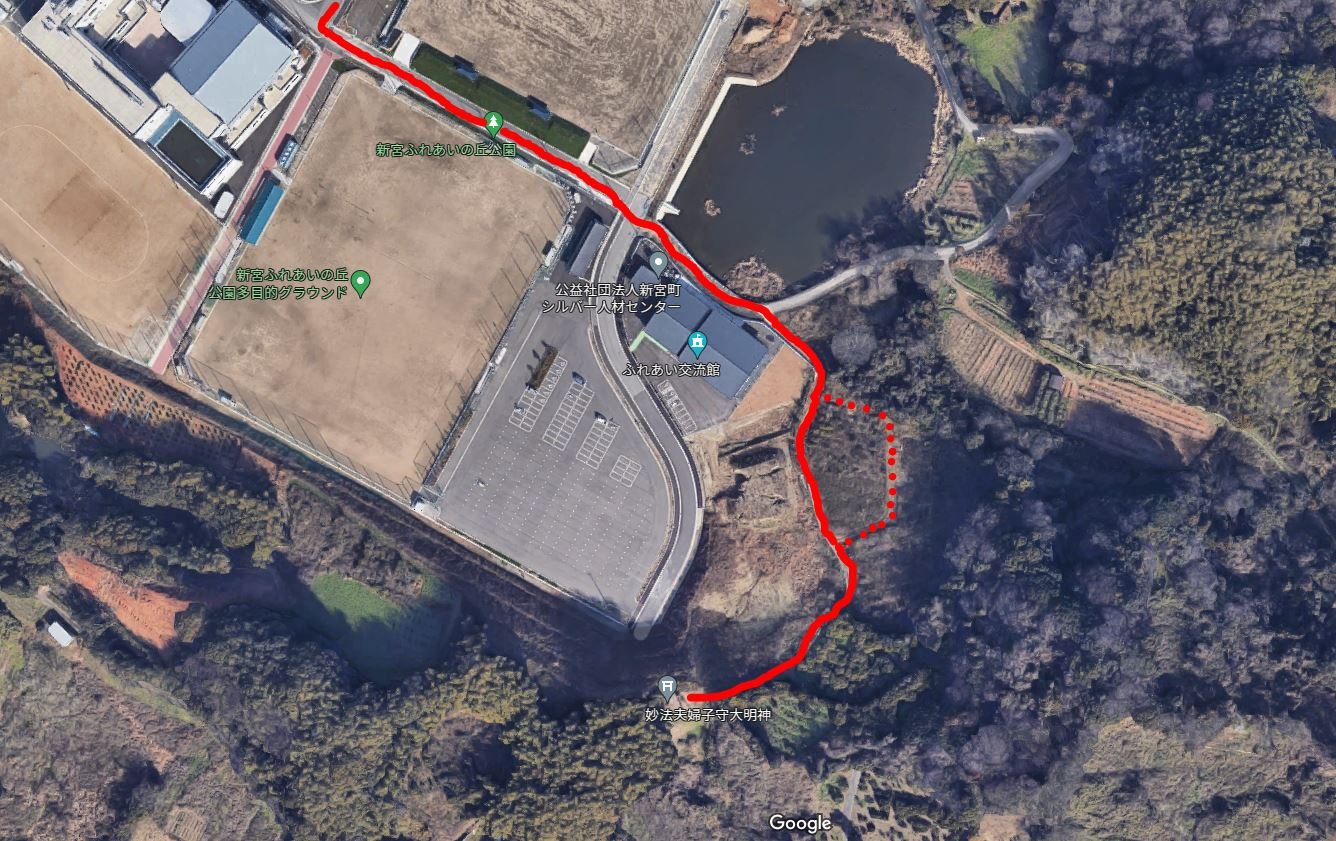 新宮ふれあいの丘公園
新宮ふれあいの丘
公園多目的グラウンド
公益社団法人新宮町
シルバー人材センター
ふれあい交流館
妙法夫婦子守大明神
Google